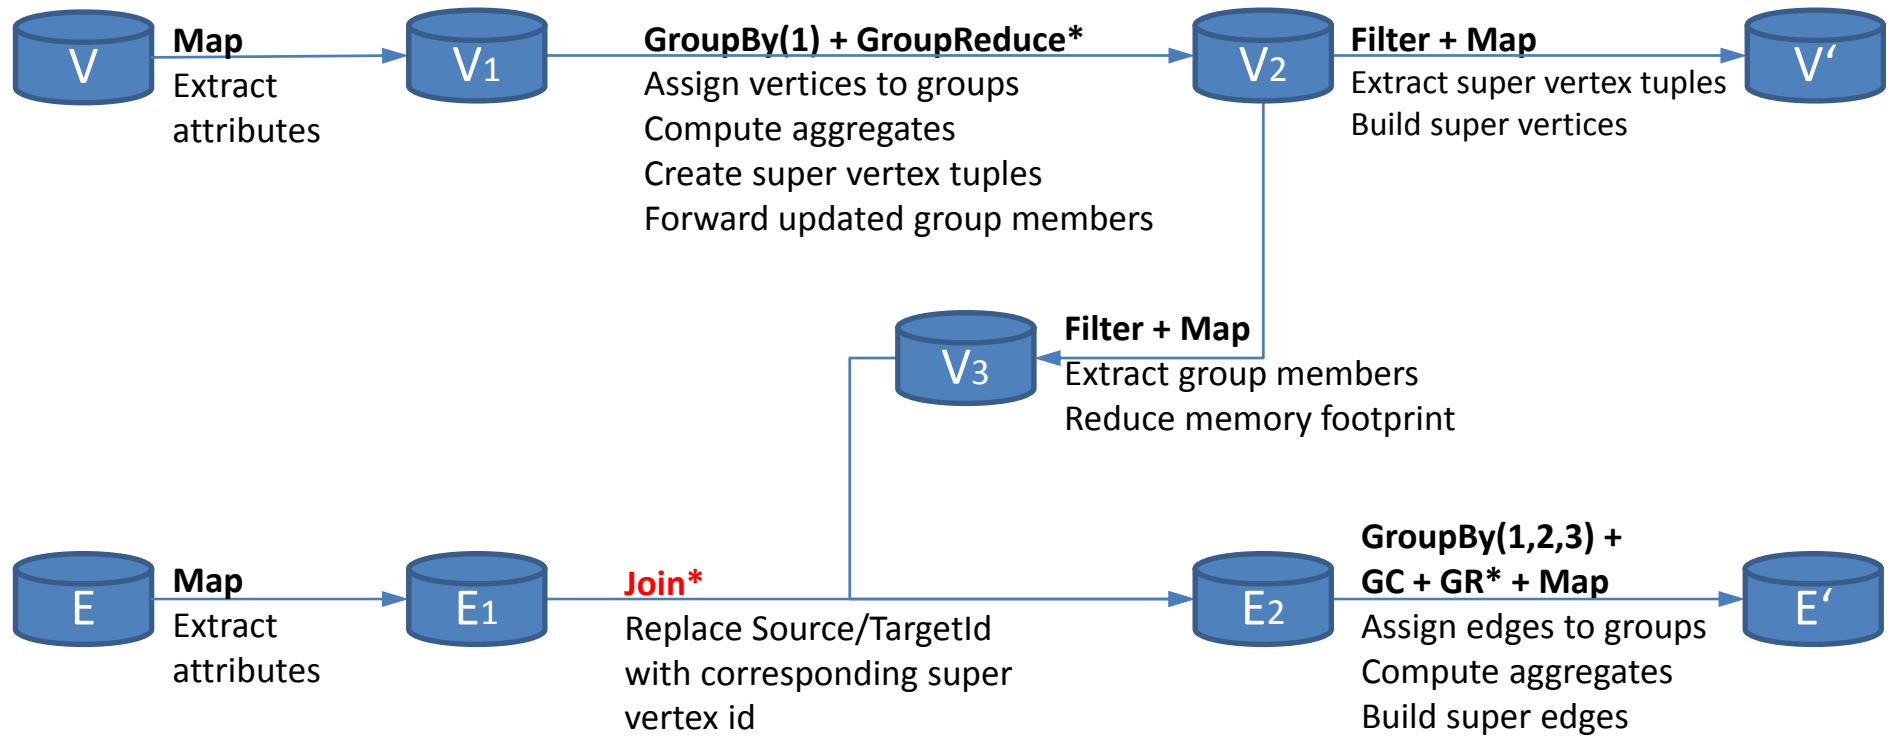 V
Map
Extract
attributes
V1
GroupBy(1) + GroupReduce*
Assign vertices to groups
Compute aggregates
Create super vertex tuples
Forward updated group members
V2
Filter + Map
Extract super vertex tuples
Build super vertices
V‘
V3
Filter + Map
Extract group members
Reduce memory footprint
E
Map
Extract
attributes
E1
Join*
Replace Source/TargetId
with corresponding super
vertex id
E2
GroupBy(1,2,3) +
GC + GR* + Map
Assign edges to groups
Compute aggregates
Build super edges
E‘